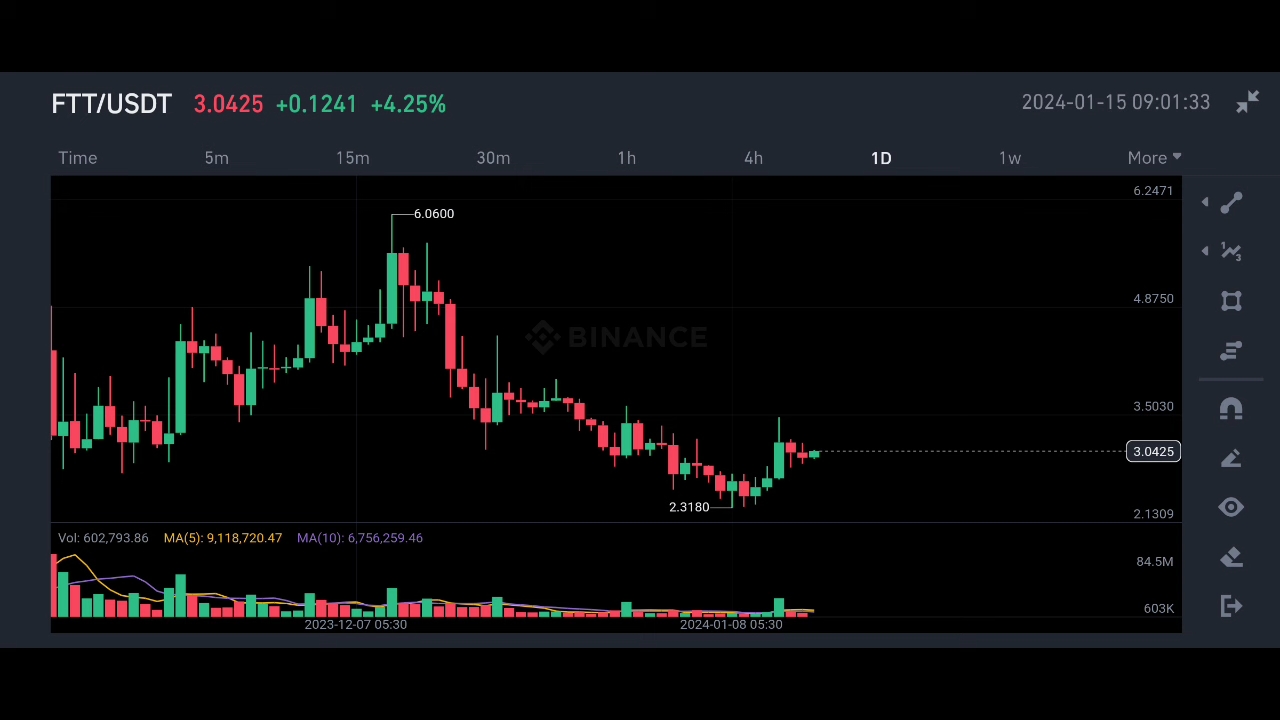 FTT/USDT 3.0425 +0.1241 +4.25% 2024-01-15 09:01:33
Time 5m 15m 30m 1h 4h 1D 1w More
6.2471
6.0600
4.8750
BINANCE
3.5030
3.0425
2.3180
2.1309
Vol: 602,793.86 MA(5): 9,118,720.47 MA(10): 6,756,259.46
84.5M
603K
2023-12-07 05:30 2024-01-08 05:30